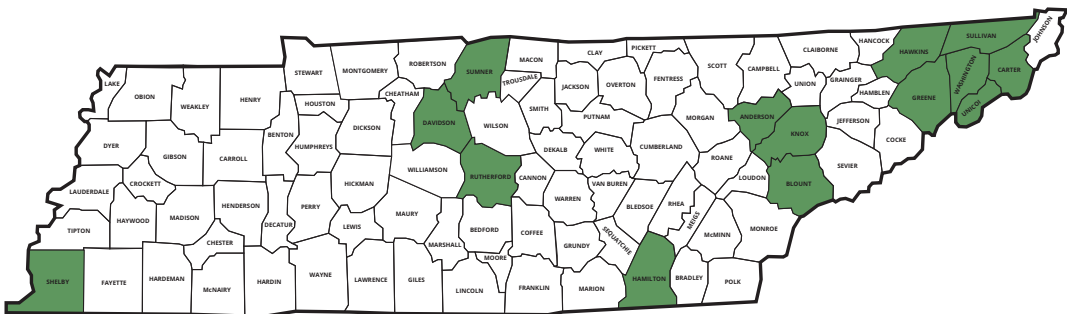 JOHNSON
SULLIVAN
HANCOCK
HAWKINS
CLAIBORNE
CLAY
PICKETT
MACON
ROBERTSON
SCOTT
CAMPBELL
CARTER
WASHINGTON
STEWART
MONTGOMERY
SUMNER
TROUSDALE
FENTRESS
GRAINGER
UNION
LAKE
OBION
JACKSON
OVERTON
HAMBLEN
GREENE
CHEATHAM
WEAKLEY
HENRY
HOUSTON
SMITH
UNICOI
PUTNAM
MORGAN
ANDERSON
JEFFERSON
DAVIDSON
WILSON
DICKSON
KNOX
BENTON
COCKE
DYER
HUMPHREYS
DEKALB
WHITE
CUMBERLAND
GIBSON
CARROLL
ROANE
SEVIER
WILLIAMSON
RUTHERFORD
CANNON
LOUDON
CROCKETT
HICKMAN
VAN BUREN
BLOUNT
LAUDERDALE
WARREN
RHEA
HENDERSON
PERRY
BLEDSOE
MADISON
MAURY
HAYWOOD
MEIGS
DECATUR
LEWIS
BEDFORD
COFFEE
TIPTON
MONROE
McMINN
CHESTER
MARSHALL
GRUNDY
SEQUATCHIE
MOORE
SHELBY
FAYETTE
HARDEMAN
HARDIN
WAYNE
LAWRENCE
GILES
HAMILTON
BRADLEY
POLK
McNAIRY
LINCOLN
FRANKLIN
MARION